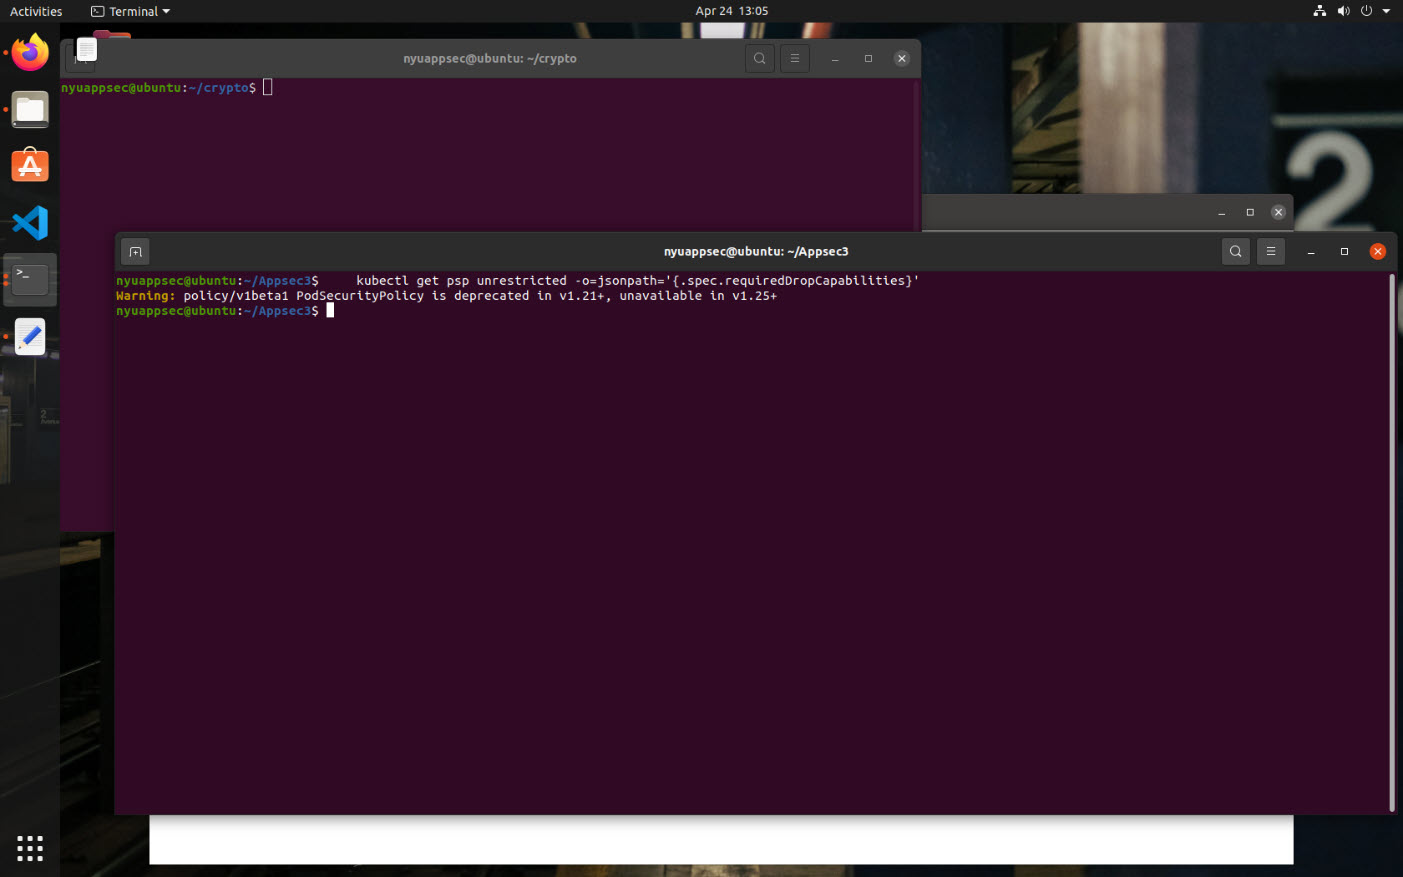 Activities
Terminal
Apr 24 13:05
nyuappsec@ubuntu: ~/crypto
nyuappsec@ubuntu:~/crypto$
2
nyuappsec@ubuntu: ~/Appsec3
nyuappsec@ubuntu:~/Appsec3$     kubectl get psp unrestricted -o=jsonpath='{.spec.requiredDropCapabilities}'
Warning: policy/v1beta1 PodSecurityPolicy is deprecated in v1.21+, unavailable in v1.25+
nyuappsec@ubuntu:~/Appsec3$
2